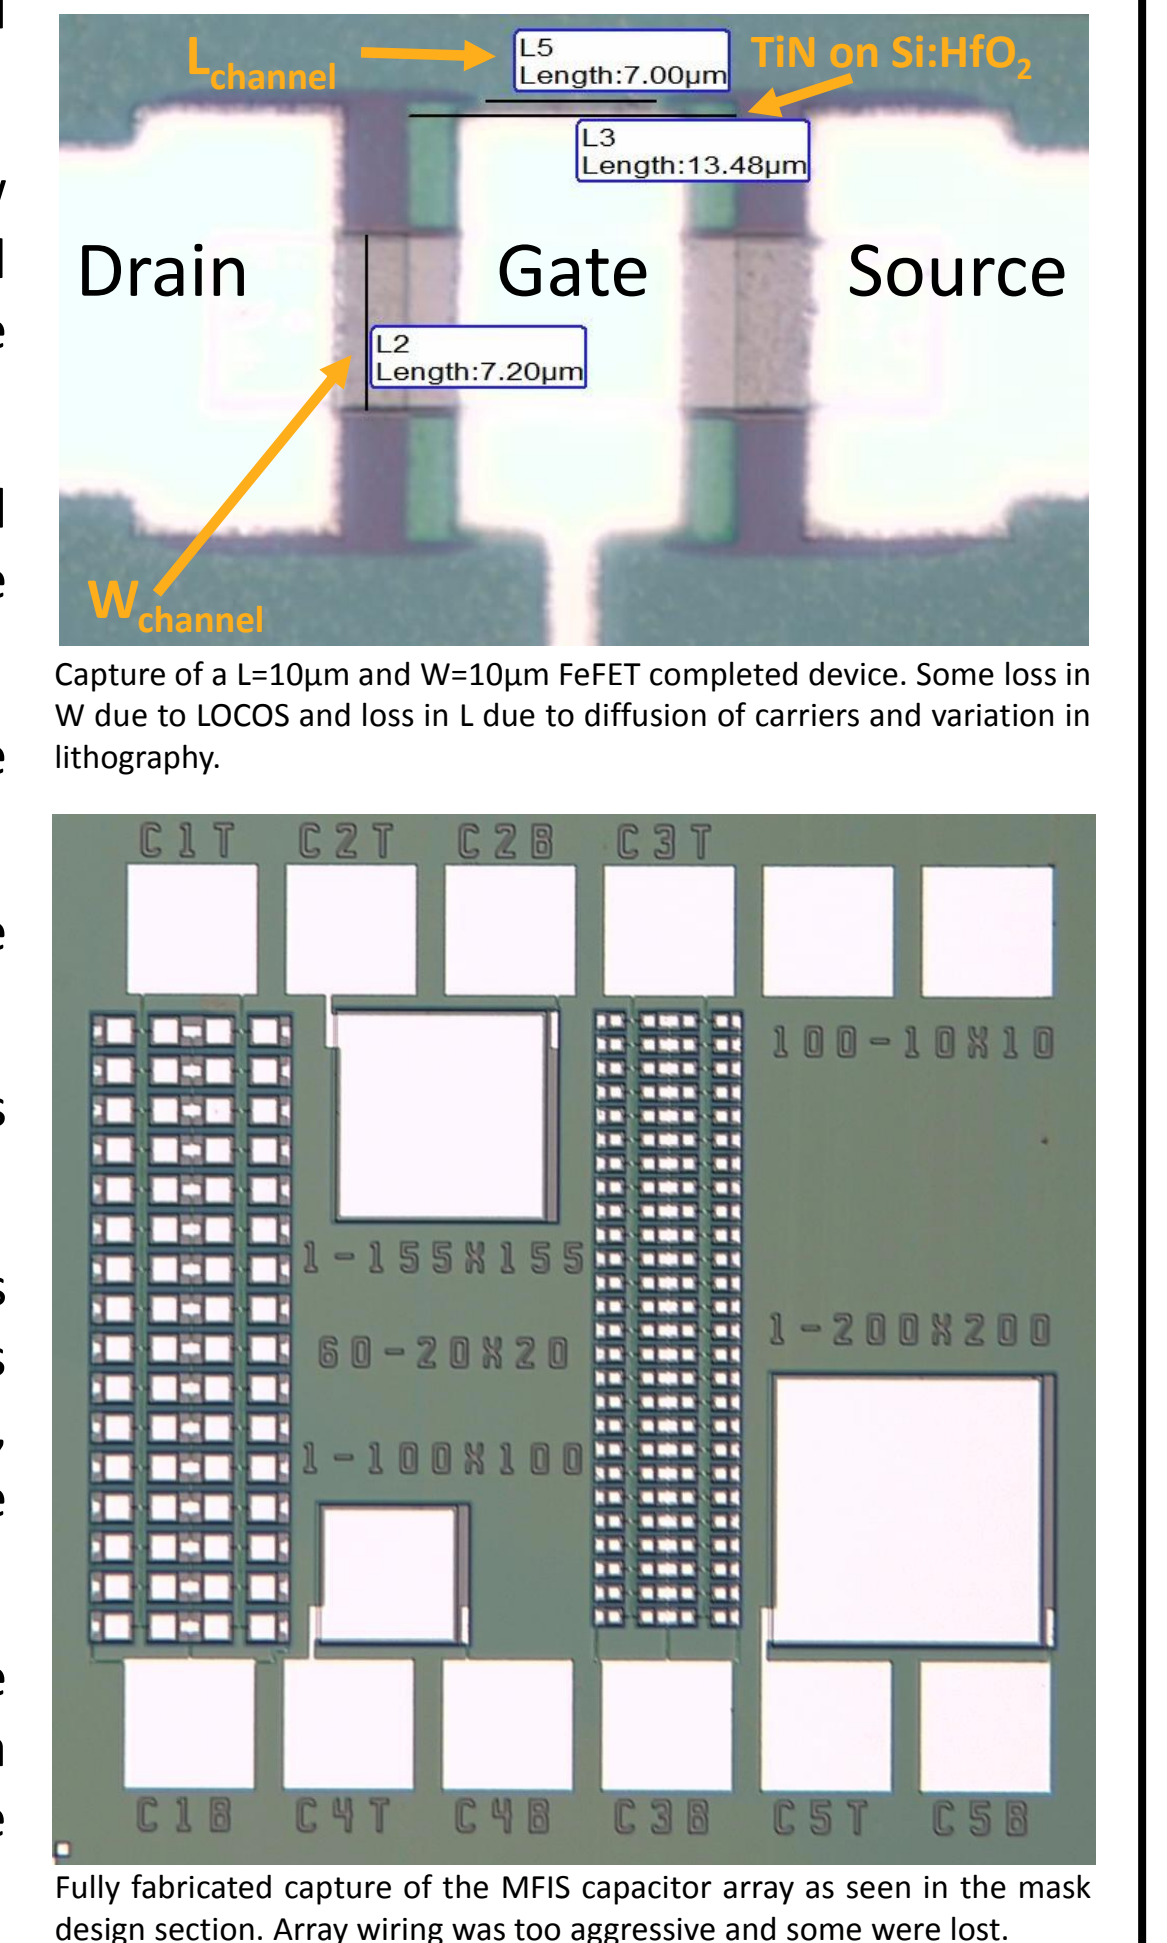 L5
Length:7.00µm
Lchannel
TiN on Si:HfO2
L3
Length:13.48µm
Drain
Gate
Source
L2
Length:7.20µm
Wchannel
Capture of a L=10µm and W=10µm FeFET completed device. Some loss in
W due to LOCOS and loss in L due to diffusion of carriers and variation in
lithography.
C1T C2T C2B C3T
100-10X10
1-155X155
60-20X20
1-200X200
1-100X100
C1B C4T C4B C3B C5T C5B
Fully fabricated capture of the MFIS capacitor array as seen in the mask
design section. Array wiring was too aggressive and some were lost.